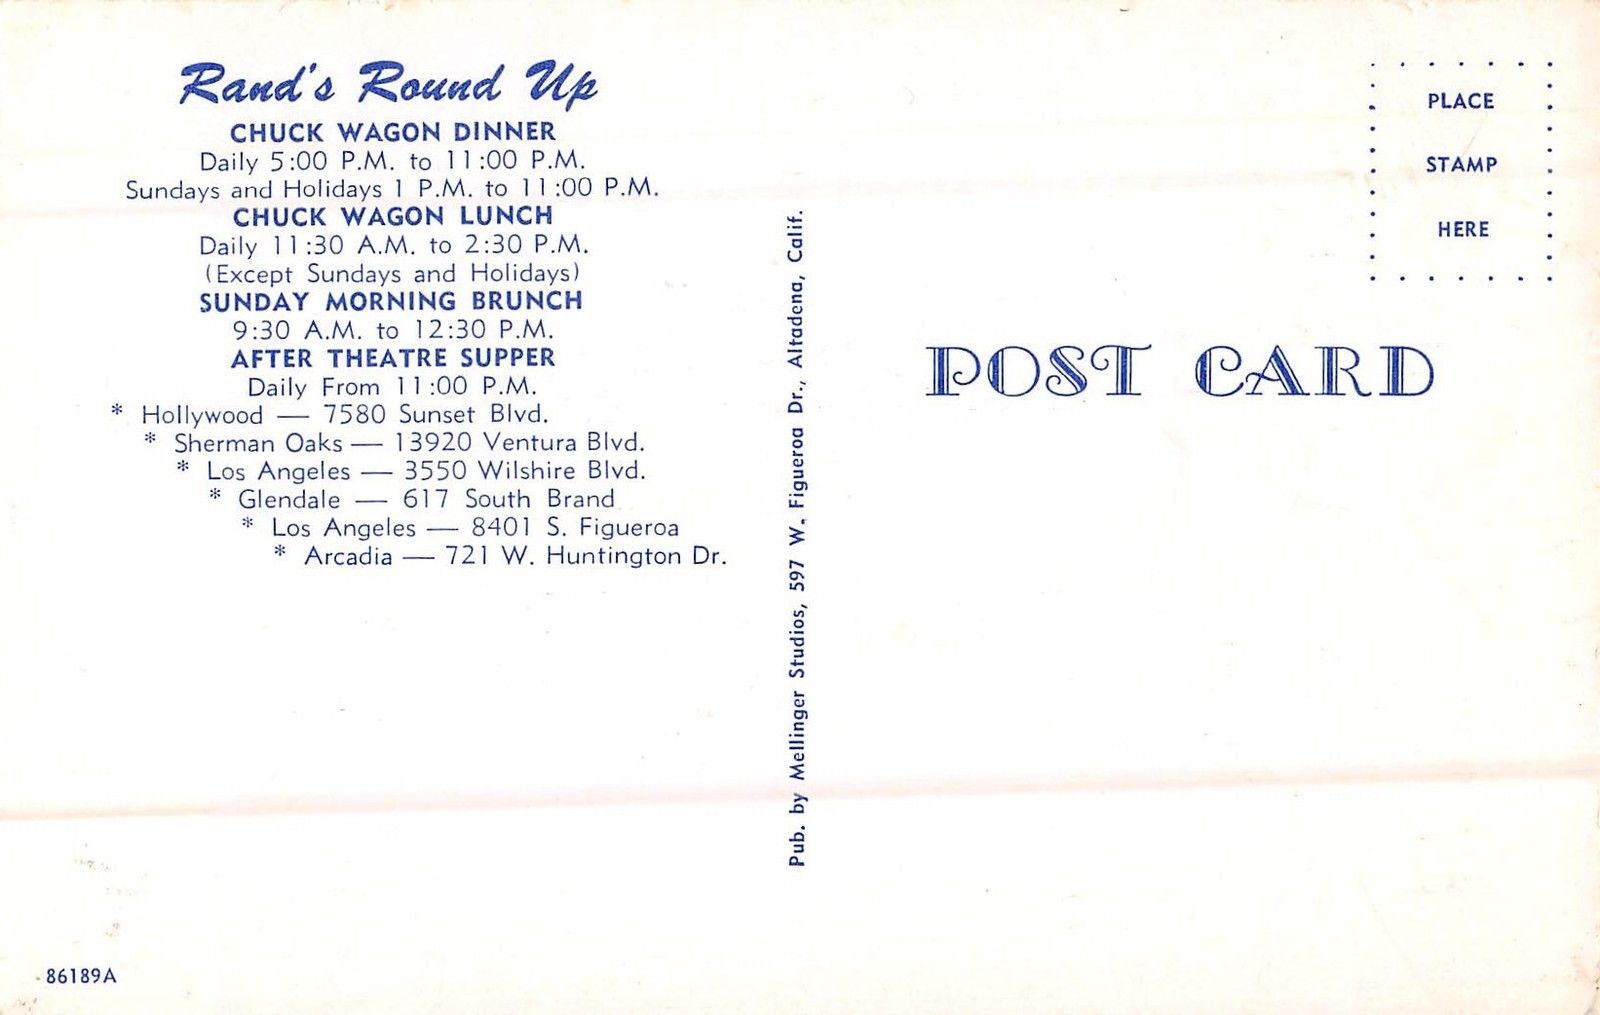 Rand's Round Up
CHUCK WAGON DINNER
Daily 5:00 P.M. to 11:00 P.M.
Sundays and Holidays 1 P.M. to 11:00 P.M.
CHUCK WAGON LUNCH
Daily 11:30 A.M. to 2:30 P.M.
(Except Sundays and Holidays)
SUNDAY MORNING BRUNCH
9:30 A.M. to 12:30 P.M.
AFTER THEATRE SUPPER
Daily From 11:00 P.M.
* Hollywood — 7580 Sunset Blvd.
* Sherman Oaks — 13920 Ventura Blvd.
* Los Angeles — 3550 Wilshire Blvd.
* Glendale — 617 South Brand
* Los Angeles — 8401 S. Figueroa
* Arcadia — 721 W. Huntington Dr.
86189A
Pub. by Mellinger Studios, 597 W. Figueroa Dr., Altadena, Calif.
PLACE
STAMP
HERE
POST CARD